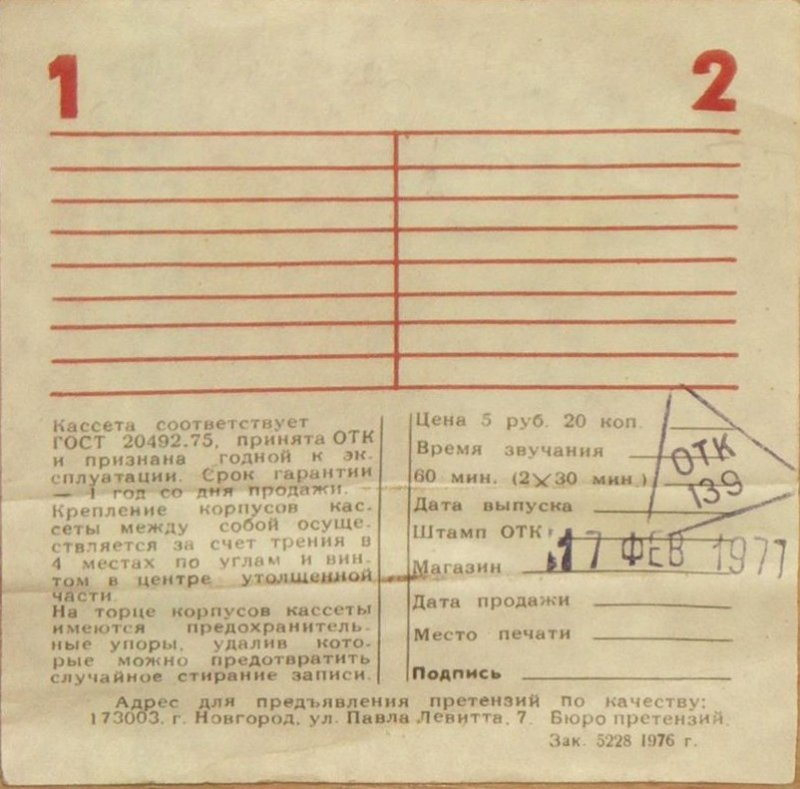 1
2
Кассета соответствует
ГОСТ 20492.75, принята ОТК
и признана годной к эк-
сплуатации. Срок гарантии
— 1 год со дня продажи.
Крепление корпусов кас-
сеты между собой осуще-
ствляется за счет трения в
4 местах по углам и вин-
том в центре утолщенной
части.
На торце корпусов кассеты
имеются предохранитель-
ные упоры, удалив кото-
рые можно предотвратить
случайное стирание записи.
Цена 5 руб. 20 коп.
Время звучания
60 мин. (2×30 мин.)
Дата выпуска
Штамп ОТК
Магазин
Дата продажи
Место печати
Подпись
ОТК
139
17 ФЕВ 1977
Адрес для предъявления претензий по качеству:
173003. г. Новгород, ул. Павла Левитта, 7. Бюро претензий.
Зак. 5228 1976 г.